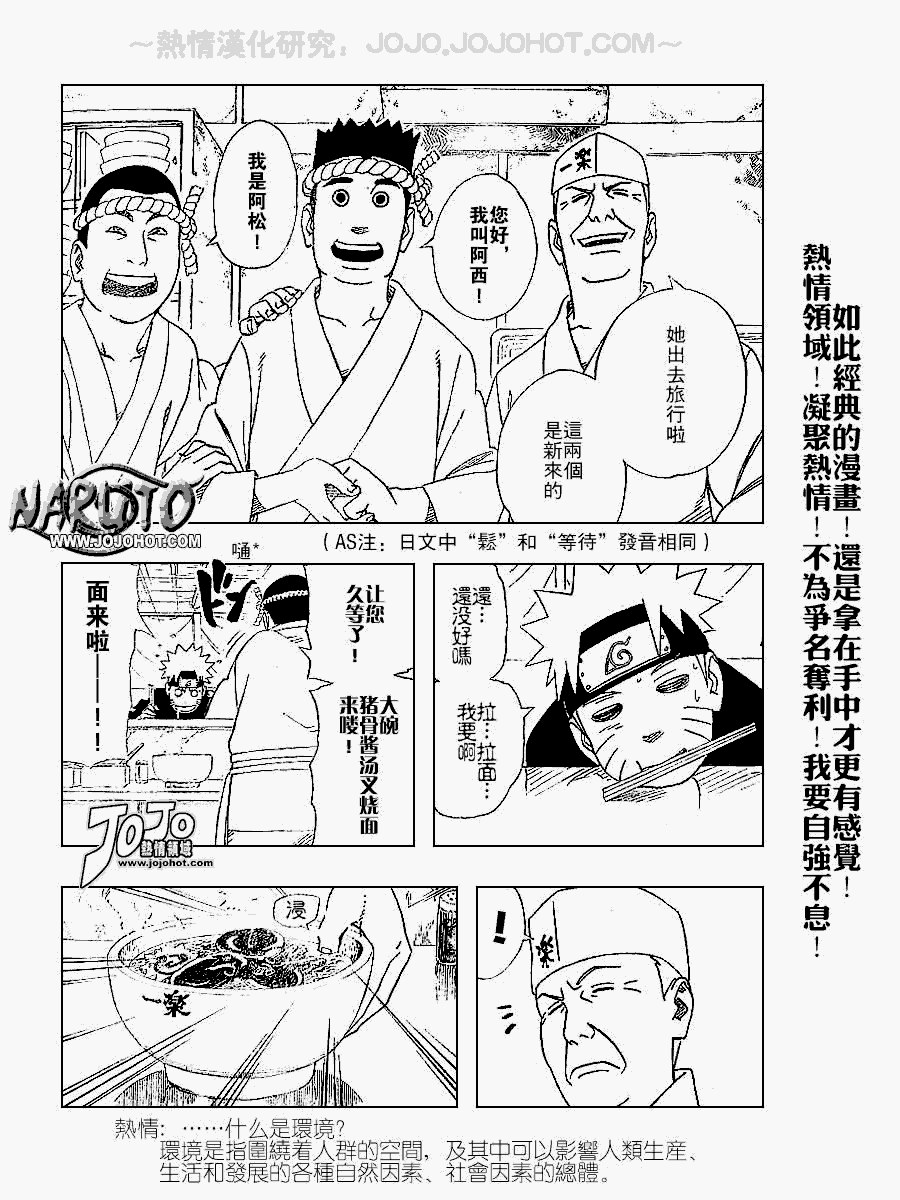 ～熱情漢化研究：JOJO.JOJOHOT.COM～
她出去旅行啦
這兩個
是新來的
您好，
我叫阿西！
我是阿松！
一楽
（AS注：日文中“鬆”和“等待”發音相同）
NARUTO
WWW.JOJOHOT.COM
還…
還没好嗎
拉…拉面…
我要啊
嗵*
ドン
让您
久等了！
大碗
猪骨酱汤叉烧面
来喽！
面来啦——！！
JOJO
熱情領域
www.jojohot.com
！
一楽
浸
一楽
如此經典的漫畫！還是拿在手中才更有感覺！
熱情領域！凝聚熱情！不為爭名奪利！我要自強不息！
熱情：……什么是環境?
環境是指圍繞着人群的空間，及其中可以影響人類生産、
生活和發展的各種自然因素、社會因素的總體。